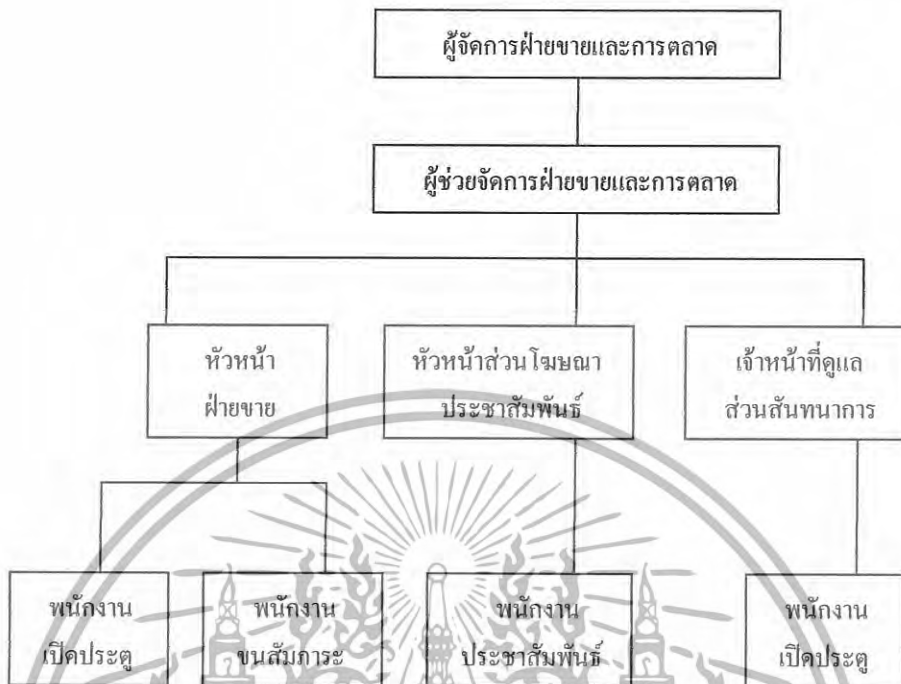 ผู้จัดการฝ่ายขายและการตลาด
ผู้ช่วยจัดการฝ่ายขายและการตลาด
หัวหน้า
ฝ่ายขาย
หัวหน้าส่วนโฆษณา
ประชาสัมพันธ์
เจ้าหน้าที่ดูแล
ส่วนสันทนาการ
พนักงาน
เปิดประตู
พนักงาน
ขนสัมภาระ
พนักงาน
ประชาสัมพันธ์
พนักงาน
เปิดประตู